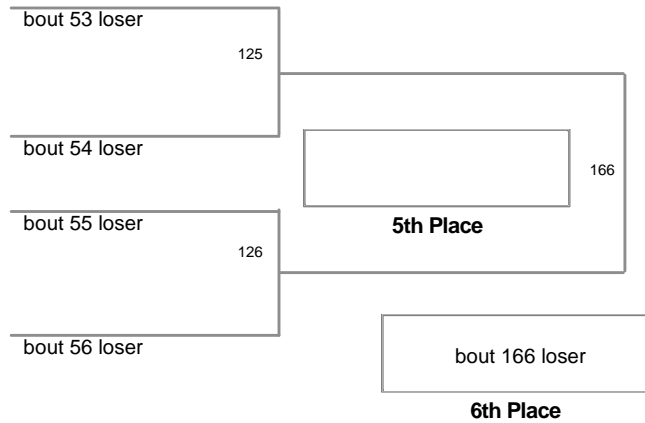 bout 53 loser
125
bout 54 loser
166
5th Place
bout 55 loser
126
bout 56 loser
bout 166 loser
6th Place